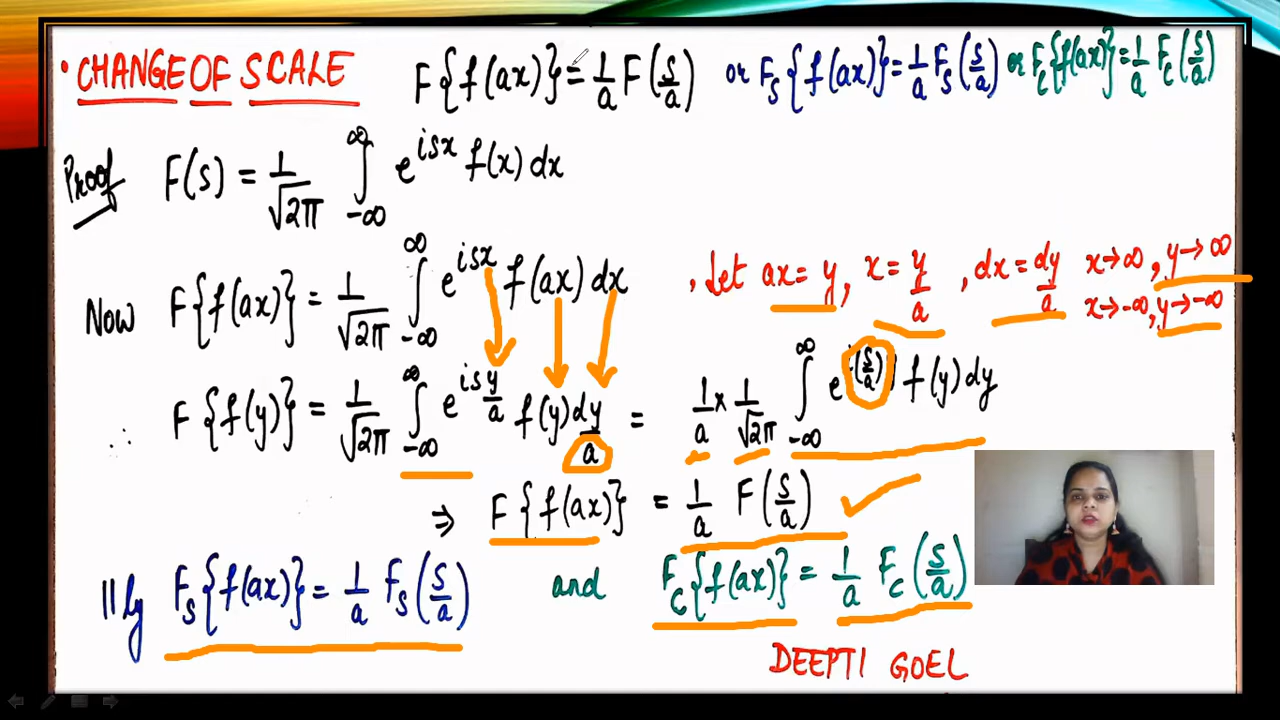 • CHANGE OF SCALE F{f(ax)} = 1/a F(s/a) or Fs{f(ax)} = 1/a Fs(s/a) or Fc{f(ax)} = 1/a Fc(s/a)
Proof F(s) = 1/√2π ∫_-∞^∞ e^isx f(x) dx
Now F{f(ax)} = 1/√2π ∫_-∞^∞ e^isx f(ax) dx , Let ax = y, x = y/a , dx = dy/a x→∞, y→∞
x→-∞, y→-∞
∴ F{f(y)} = 1/√2π ∫_-∞^∞ e^isy/a f(y) dy/a = 1/a × 1/√2π ∫_-∞^∞ e^i(s/a) f(y) dy
⇒ F{f(ax)} = 1/a F(s/a) ✓
||ly Fs{f(ax)} = 1/a Fs(s/a) and Fc{f(ax)} = 1/a Fc(s/a)
DEEPTI GOEL